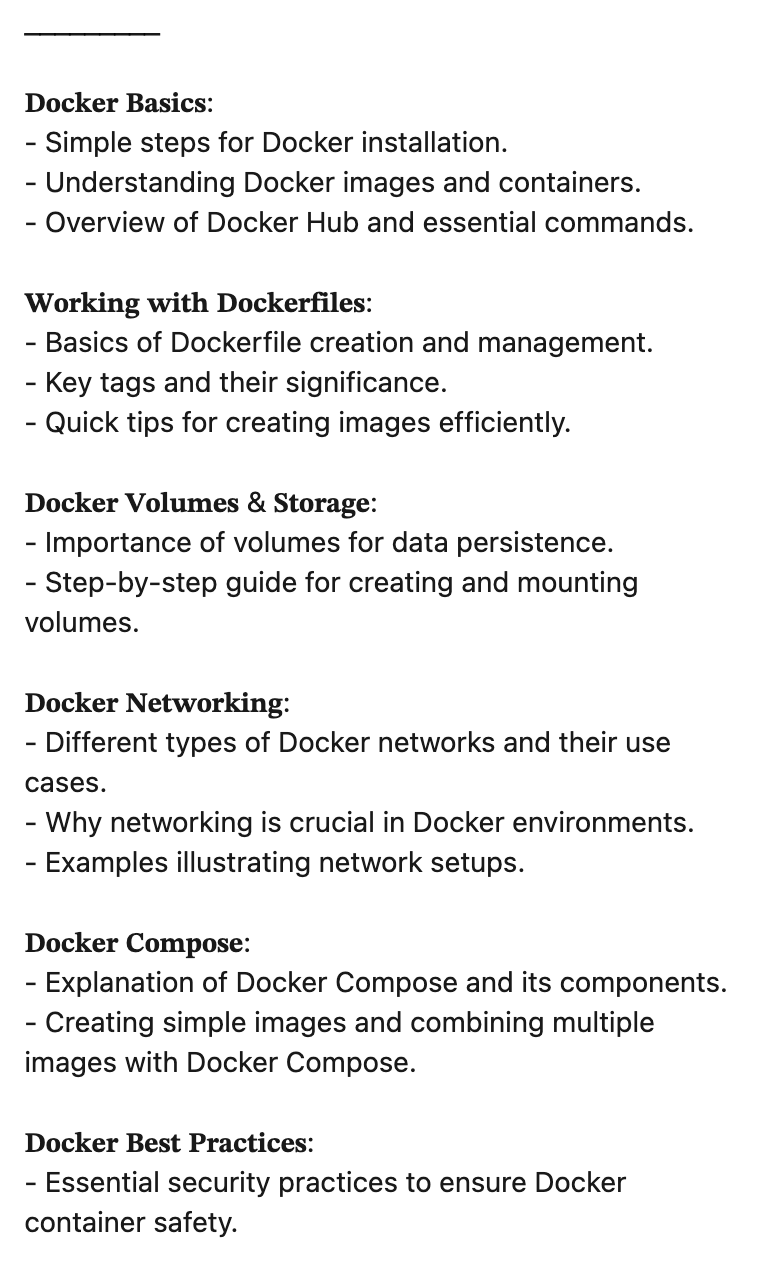 Docker Basics:
- Simple steps for Docker installation.
- Understanding Docker images and containers.
- Overview of Docker Hub and essential commands.

Working with Dockerfiles:
- Basics of Dockerfile creation and management.
- Key tags and their significance.
- Quick tips for creating images efficiently.

Docker Volumes & Storage:
- Importance of volumes for data persistence.
- Step-by-step guide for creating and mounting
volumes.

Docker Networking:
- Different types of Docker networks and their use
cases.
- Why networking is crucial in Docker environments.
- Examples illustrating network setups.

Docker Compose:
- Explanation of Docker Compose and its components.
- Creating simple images and combining multiple
images with Docker Compose.

Docker Best Practices:
- Essential security practices to ensure Docker
container safety.